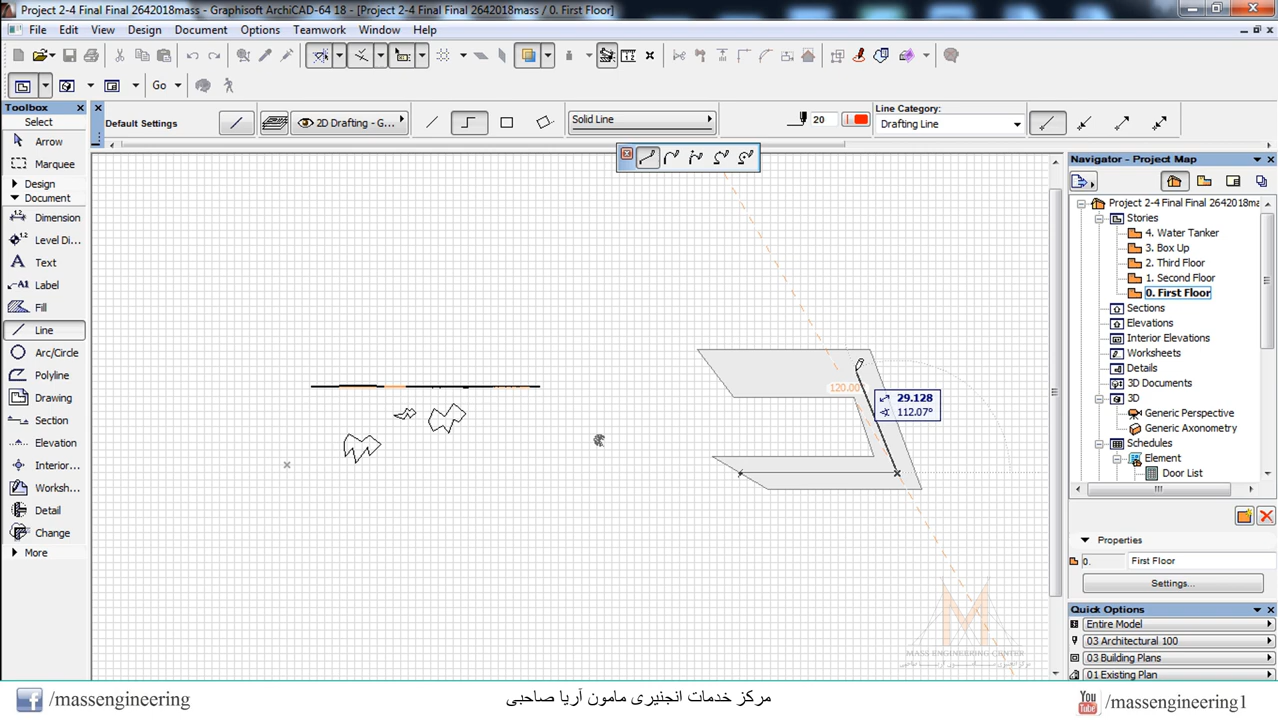 Project 2-4 Final Final 2642018mass - Graphisoft ArchiCAD-64 18 - [Project 2-4 Final Final 2642018mass / 0. First Floor]
File Edit View Design Document Options Teamwork Window Help
Go
Toolbox
Select
Arrow
Marquee
Design
Document
Dimension
Level Di...
Text
Label
Fill
Line
Arc/Circle
Polyline
Drawing
Section
Elevation
Interior...
Worksh...
Detail
Change
More
Default Settings
2D Drafting - G...
Solid Line
20
Line Category:
Drafting Line
120.00°
29.128
112.07°
MASS ENGINEERING CENTER
Navigator - Project Map
Project 2-4 Final Final 2642018ma
Stories
4. Water Tanker
3. Box Up
2. Third Floor
1. Second Floor
0. First Floor
Sections
Elevations
Interior Elevations
Worksheets
Details
3D Documents
3D
Generic Perspective
Generic Axonometry
Schedules
Element
Door List
Properties
0. First Floor
Settings...
Quick Options
Entire Model
03 Architectural 100
03 Building Plans
01 Existing Plan
/massengineering
مرکز خدمات انجنیری مامون آریا صاحبی
You Tube
/massengineering1